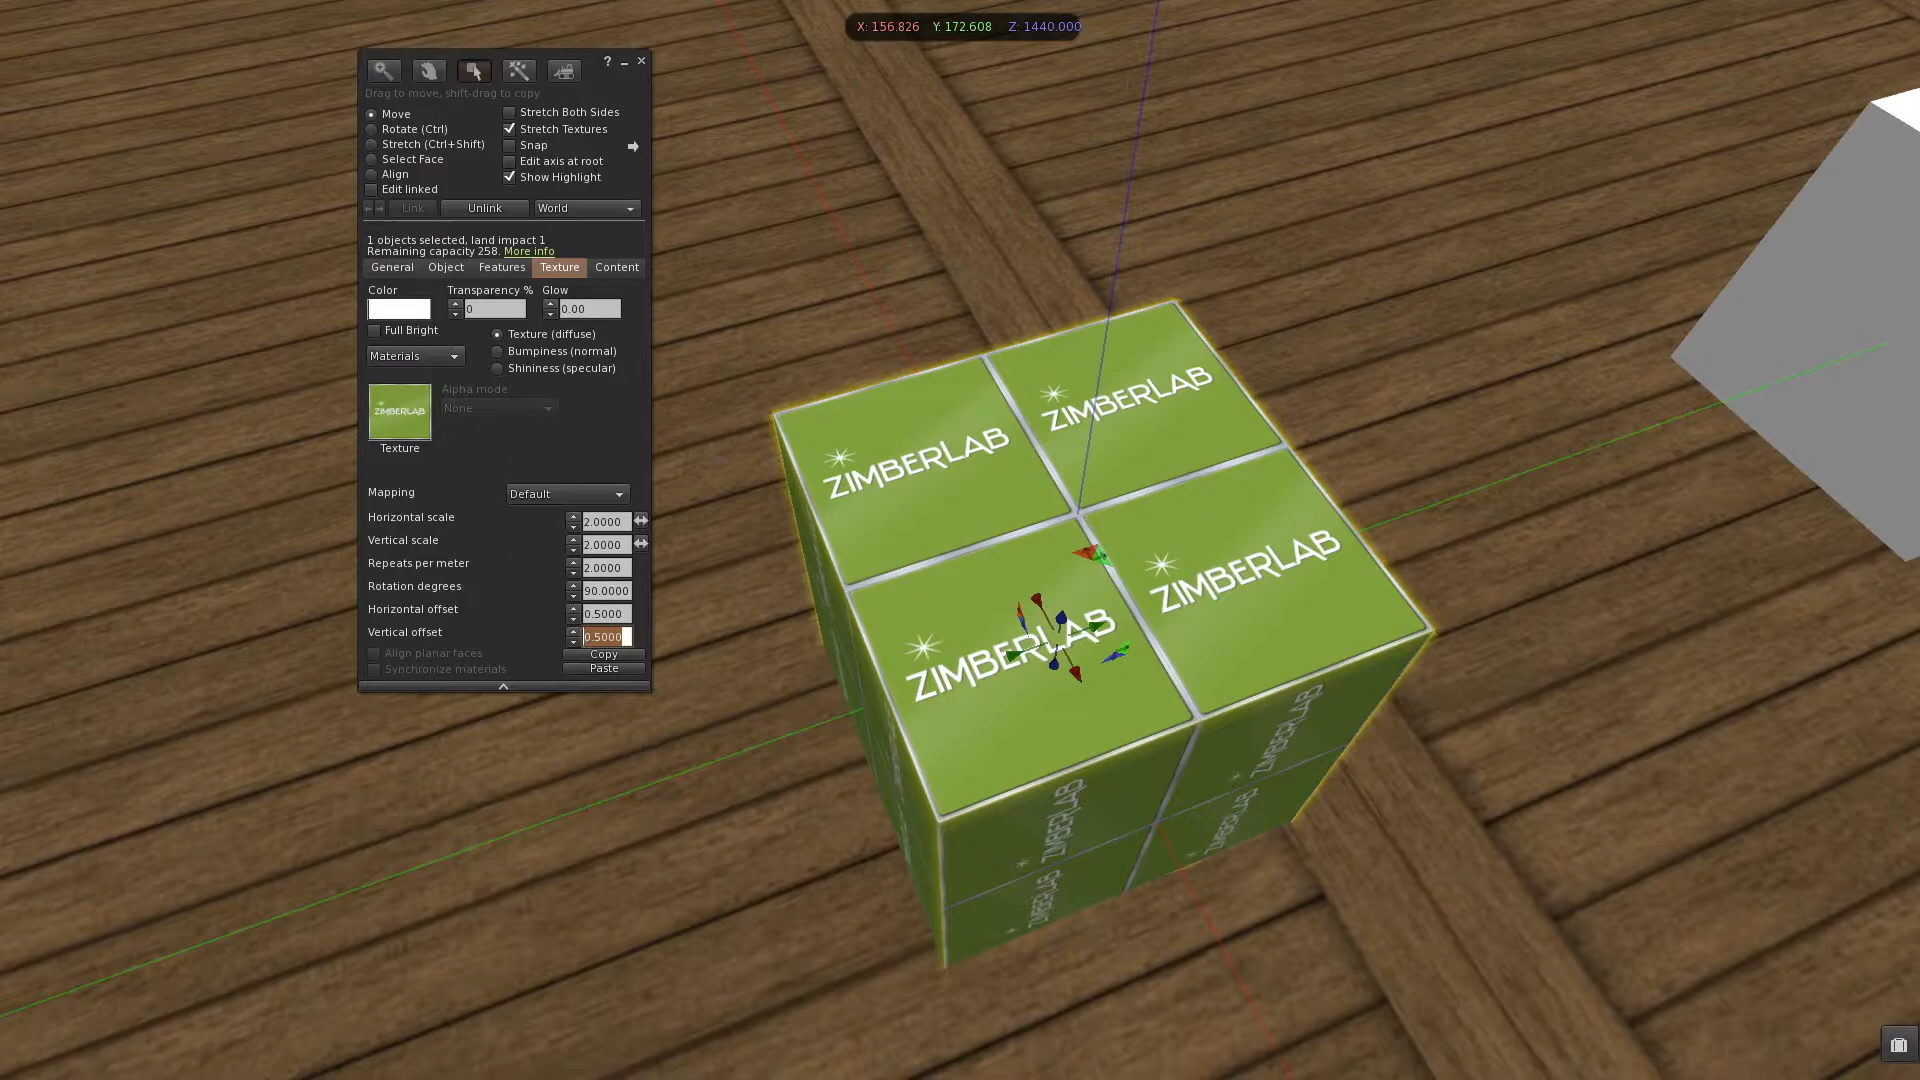 X: 156.826 Y: 172.608 Z: 1440.000
?
Drag to move, shift-drag to copy
Move
Rotate (Ctrl)
Stretch (Ctrl+Shift)
Select Face
Align
Edit linked
Stretch Both Sides
Stretch Textures
Snap
Edit axis at root
Show Highlight
Link Unlink World
1 objects selected, land impact 1
Remaining capacity 258. More info
General Object Features Texture Content
Color Transparency % Glow
0 0.00
Full Bright
Texture (diffuse)
Materials
Bumpiness (normal)
Shininess (specular)
ZIMBERLAB
Alpha mode
None
Texture
Mapping Default
Horizontal scale 2.0000
Vertical scale 2.0000
Repeats per meter 2.0000
Rotation degrees 90.0000
Horizontal offset 0.5000
Vertical offset 0.5000
Align planar faces Copy
Synchronize materials Paste
ZIMBERLAB
ZIMBERLAB
ZIMBERLAB
ZIMBERLAB
ZIMBERLAB
ZIMBERLAB
ZIMBERLAB
ZIMBERLAB